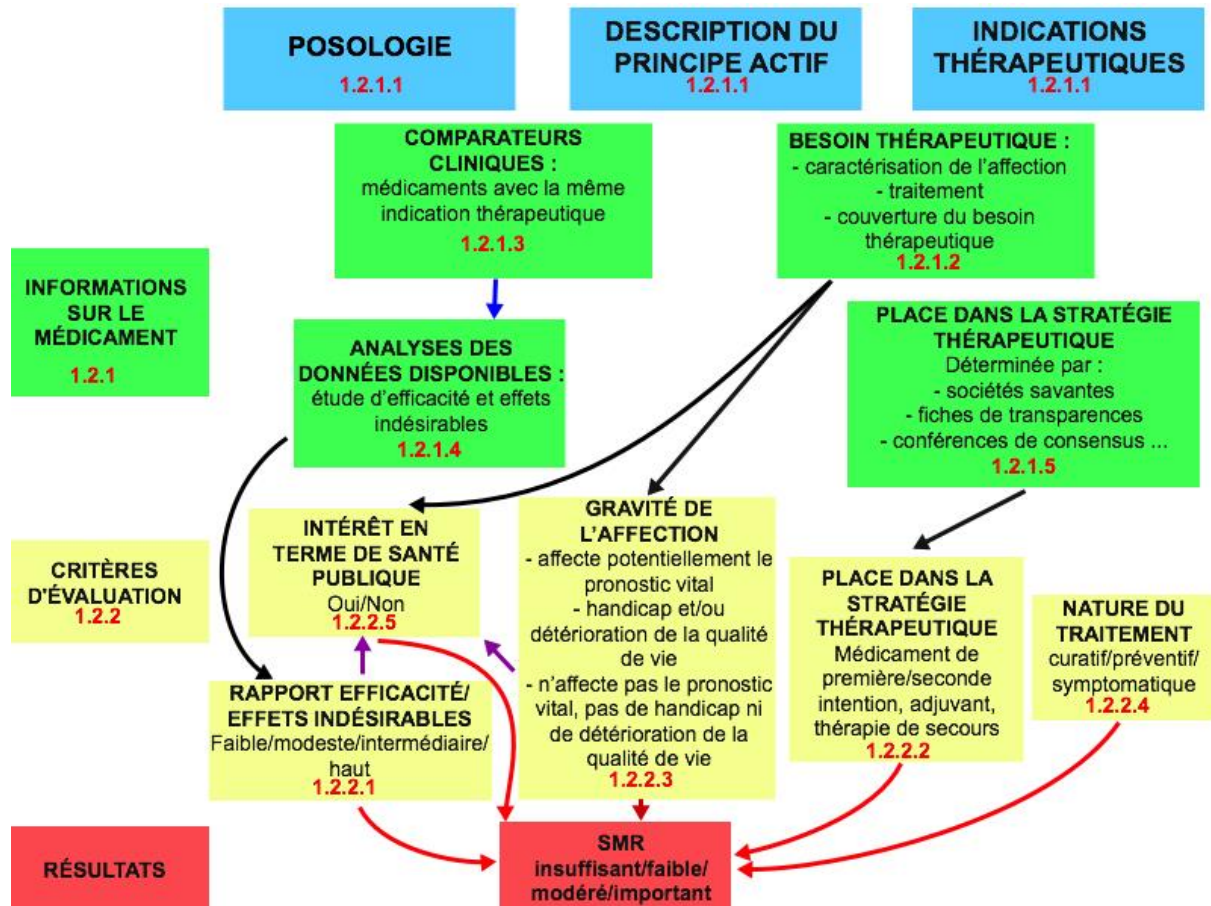 POSOLOGIE
1.2.1.1
DESCRIPTION DU
PRINCIPE ACTIF
1.2.1.1
INDICATIONS
THÉRAPEUTIQUES
1.2.1.1
COMPARATEURS
CLINIQUES :
médicaments avec la même
indication thérapeutique
1.2.1.3
BESOIN THÉRAPEUTIQUE :
- caractérisation de l'affection
- traitement
- couverture du besoin
thérapeutique
1.2.1.2
INFORMATIONS
SUR LE
MÉDICAMENT
1.2.1
ANALYSES DES
DONNÉES DISPONIBLES :
étude d'efficacité et effets
indésirables
1.2.1.4
PLACE DANS LA STRATÉGIE
THÉRAPEUTIQUE
Déterminée par :
- sociétés savantes
- fiches de transparences
- conférences de consensus ...
1.2.1.5
CRITÈRES
D'ÉVALUATION
1.2.2
INTÉRÊT EN
TERME DE SANTÉ
PUBLIQUE
Oui/Non
1.2.2.5
RAPPORT EFFICACITÉ/
EFFETS INDÉSIRABLES
Faible/modeste/intermédiaire/
haut
1.2.2.1
GRAVITÉ DE
L'AFFECTION
- affecte potentiellement le
pronostic vital
- handicap et/ou
détérioration de la qualité
de vie
- n'affecte pas le pronostic
vital, pas de handicap ni
de détérioration de la
qualité de vie
1.2.2.3
PLACE DANS LA
STRATÉGIE
THÉRAPEUTIQUE
Médicament de
première/seconde
intention, adjuvant,
thérapie de secours
1.2.2.2
NATURE DU
TRAITEMENT
curatif/préventif/
symptomatique
1.2.2.4
RÉSULTATS
SMR
insuffisant/faible/
modéré/important